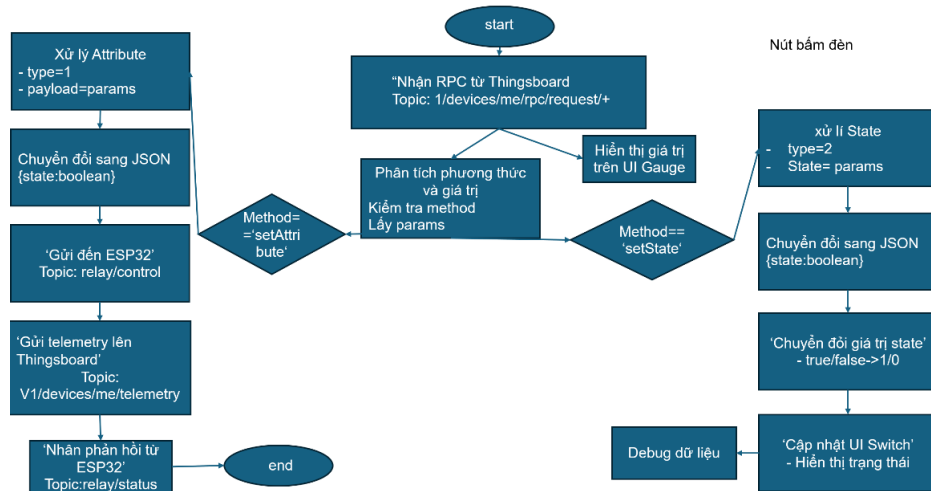 start
Nút bấm đèn
"Nhận RPC từ Thingsboard
Topic: 1/devices/me/rpc/request/+
Hiển thị giá trị
trên UI Gauge
Phân tích phương thức
và giá trị
Kiểm tra method
Lấy params
Method=
='setAttri
bute'
Xử lý Attribute
- type=1
- payload=params
Chuyển đổi sang JSON
{state:boolean}
'Gửi đến ESP32'
Topic: relay/control
'Gửi telemetry lên
Thingsboard'
Topic:
V1/devices/me/telemetry
'Nhân phản hồi từ
ESP32'
Topic:relay/status
end
Method==
'setState'
xử lí State
- type=2
- State= params
Chuyển đổi sang JSON
{state:boolean}
'Chuyển đỏi giá trị state'
- true/false->1/0
'Cập nhật UI Switch'
- Hiển thị trạng thái
Debug dữ liệu